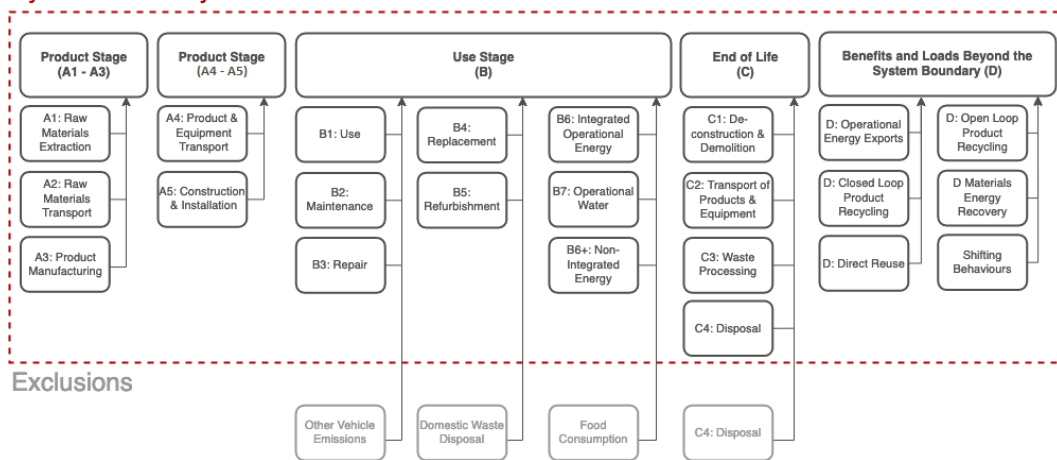 Product Stage
(A1 - A3)
Product Stage
(A4 - A5)
Use Stage
(B)
End of Life
(C)
Benefits and Loads Beyond the
System Boundary (D)
A1: Raw
Materials
Extraction
A2: Raw
Materials
Transport
A3: Product
Manufacturing
A4: Product &
Equipment
Transport
A5: Construction
& Installation
B1: Use
B2:
Maintenance
B3: Repair
B4:
Replacement
B5:
Refurbishment
B6: Integrated
Operational
Energy
B7: Operational
Water
B6+: Non-
Integrated
Energy
C1: De-
construction &
Demolition
C2: Transport of
Products &
Equipment
C3: Waste
Processing
C4: Disposal
D: Operational
Energy Exports
D: Closed Loop
Product
Recycling
D: Direct Reuse
D: Open Loop
Product
Recycling
D Materials
Energy
Recovery
Shifting
Behaviours
Exclusions
Other Vehicle
Emissions
Domestic Waste
Disposal
Food
Consumption
C4: Disposal